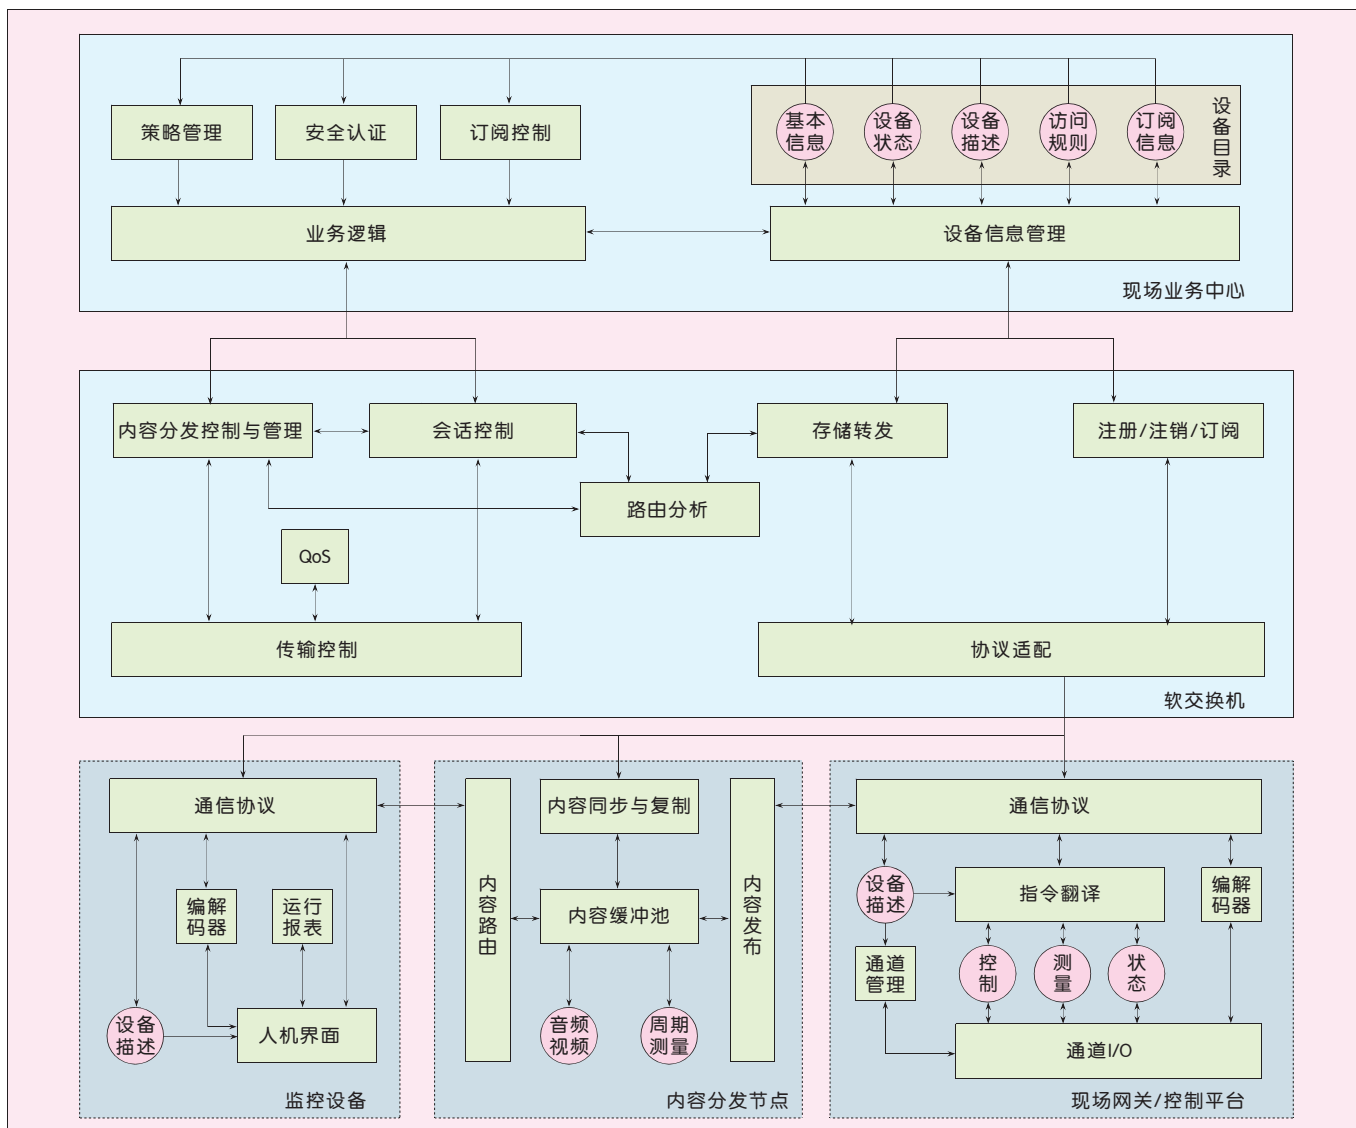 策略管理
安全认证
订阅控制
基本
信息
设备
状态
设备
描述
访问
规则
订阅
信息
设备目录
业务逻辑
设备信息管理
现场业务中心
内容分发控制与管理
会话控制
存储转发
注册/注销/订阅
路由分析
QoS
传输控制
协议适配
软交换机
通信协议
编解
码器
运行
报表
设备
描述
人机界面
监控设备
内容路由
内容同步与复制
内容缓冲池
音频
视频
周期
测量
内容发布
内容分发节点
通信协议
设备
描述
指令翻译
编解
码器
通道
管理
控
制
测
量
状
态
通道I/O
现场网关/控制平台